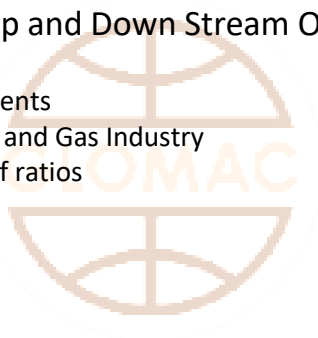 p and Down Stream O
ents
and Gas Industry
f ratios
GLOMAC